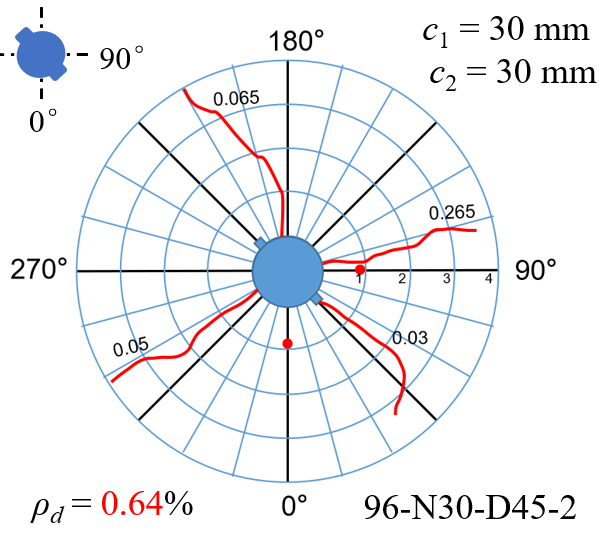 180°
c1 = 30 mm
c2 = 30 mm
90°
0°
0.065
0.265
270°
1 2 3 4
90°
0.05
0.03
ρd = 0.64%
0°
96-N30-D45-2